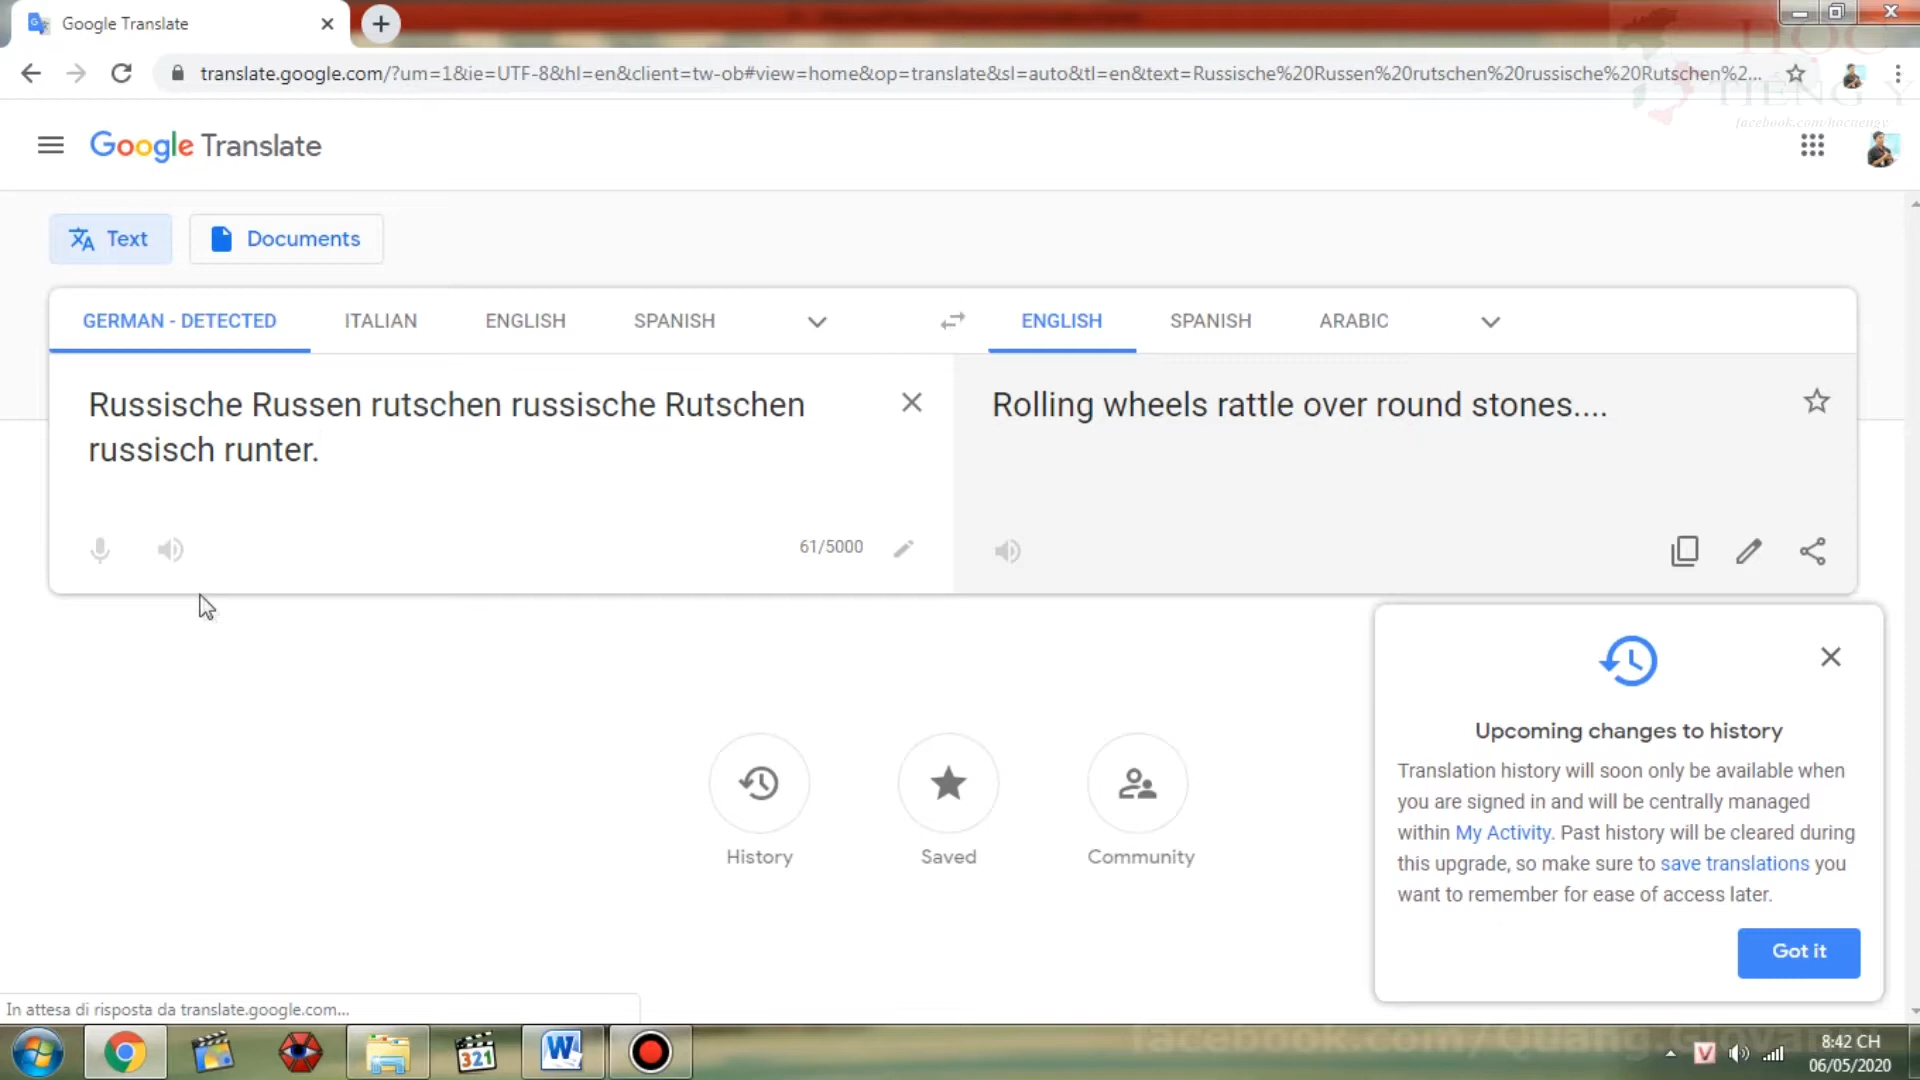 Google Translate
translate.google.com/?um=1&ie=UTF-8&hl=en&client=tw-ob#view=home&op=translate&sl=auto&tl=en&text=Russische%20Russen%20rutschen%20russische%20Rutschen%2...
HOC
TIENG Y
facebook.com/hoctiengy
Google Translate
Text
Documents
GERMAN - DETECTED
ITALIAN
ENGLISH
SPANISH
ENGLISH
SPANISH
ARABIC
Russische Russen rutschen russische Rutschen
russisch runter.
61/5000
Rolling wheels rattle over round stones....
History
Saved
Community
Upcoming changes to history
Translation history will soon only be available when
you are signed in and will be centrally managed
within My Activity. Past history will be cleared during
this upgrade, so make sure to save translations you
want to remember for ease of access later.
Got it
In attesa di risposta da translate.google.com...
321
W
V
8:42 CH
06/05/2020